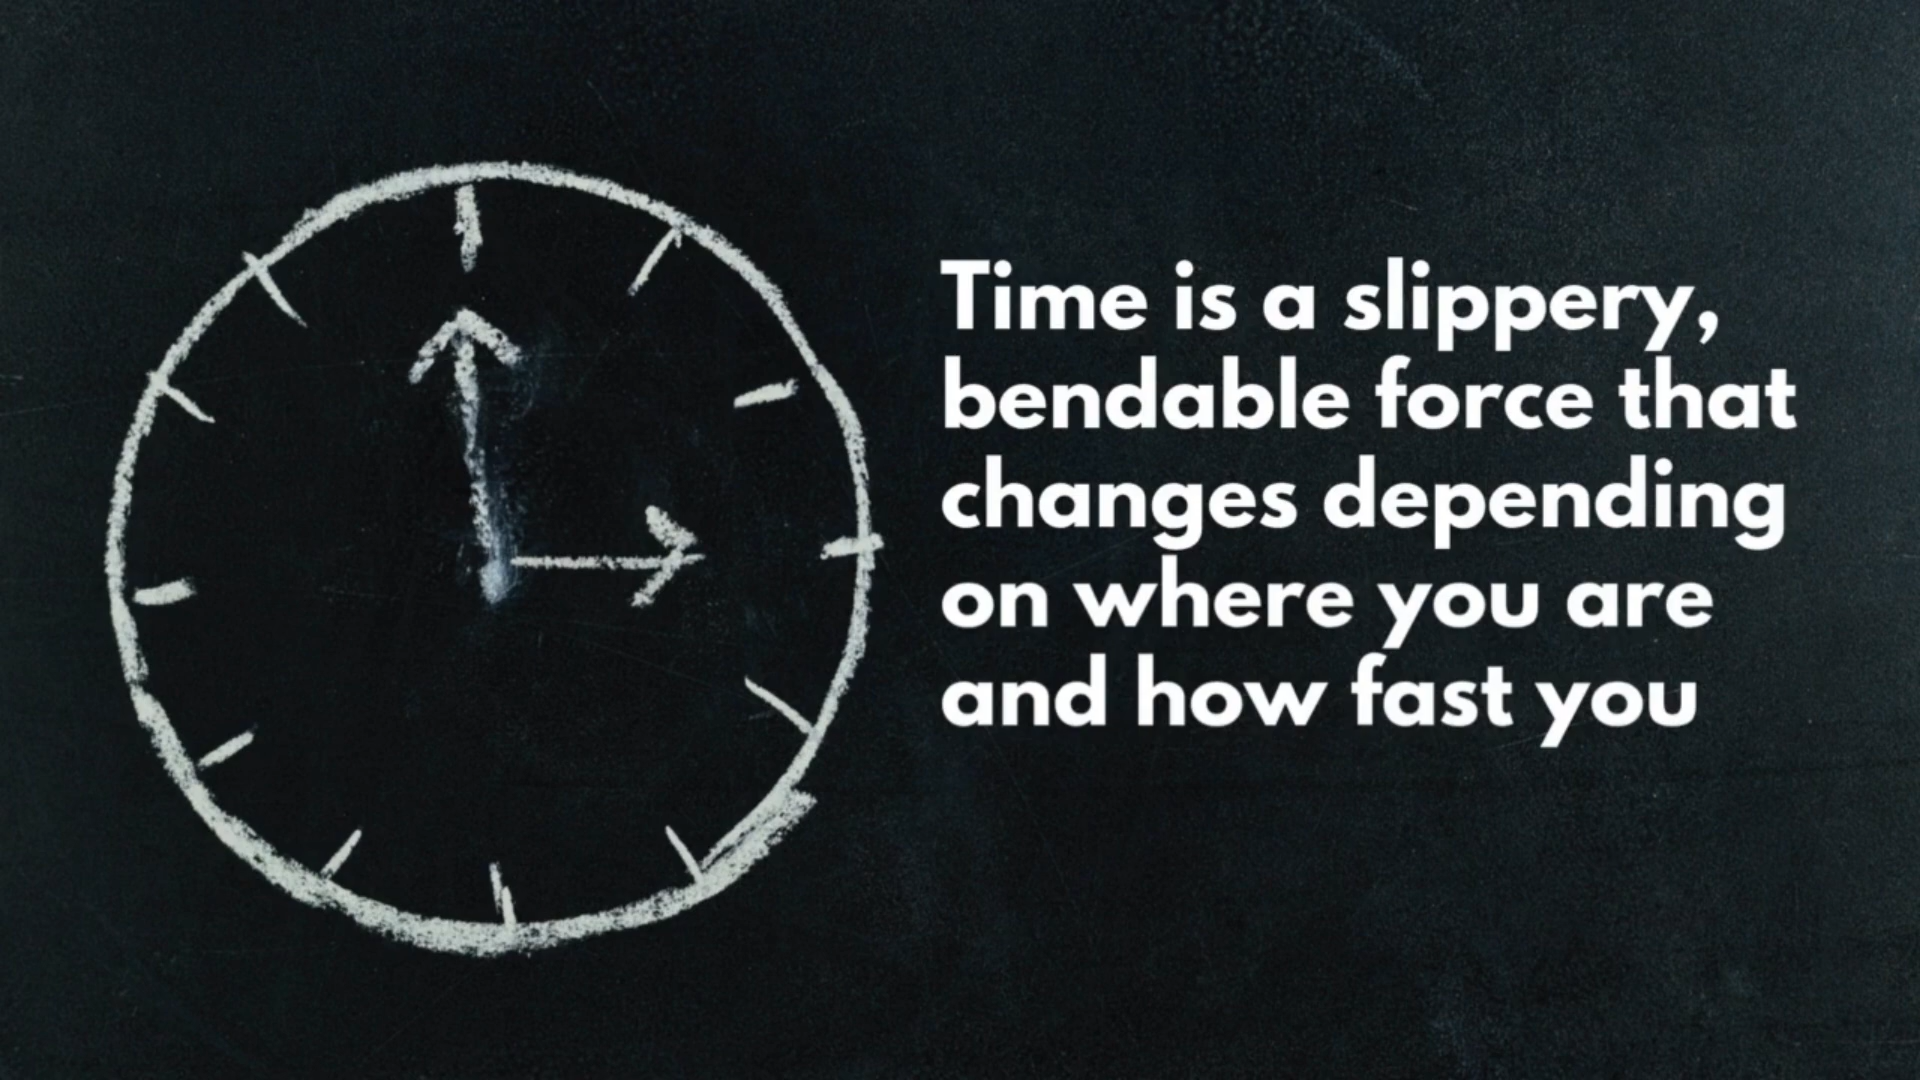 Time is a slippery,
bendable force that
changes depending
on where you are
and how fast you